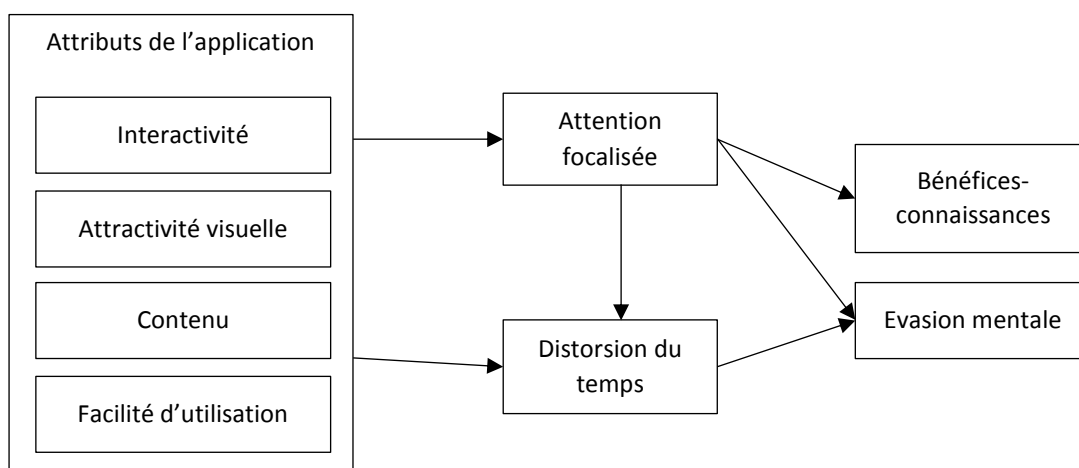 Attributs de l’application
Interactivité
Attractivité visuelle
Contenu
Facilité d’utilisation
Attention
focalisée
Distorsion du
temps
Bénéfices-
connaissances
Evasion mentale